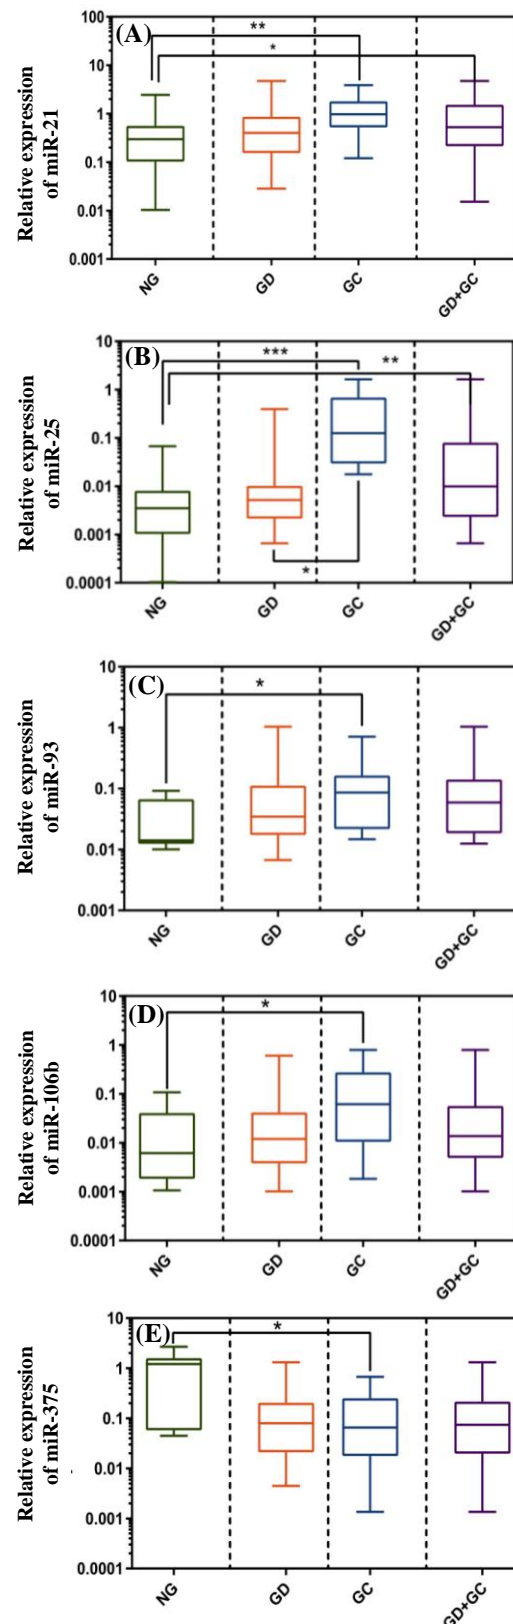 (A)
Relative expression
of miR-21
100
10
1
0.1
0.01
0.001
**
*
NG
GD
GC
GD+GC
(B)
Relative expression
of miR-25
10
1
0.1
0.01
0.001
0.0001
***
**
*
NG
GD
GC
GD+GC
(C)
Relative expression
of miR-93
10
1
0.1
0.01
0.001
*
NG
GD
GC
GD+GC
(D)
Relative expression
of miR-106b
10
1
0.1
0.01
0.001
0.0001
*
NG
GD
GC
GD+GC
(E)
Relative expression
of miR-375
10
1
0.1
0.01
0.001
0.0001
*
NG
GD
GC
GD+GC